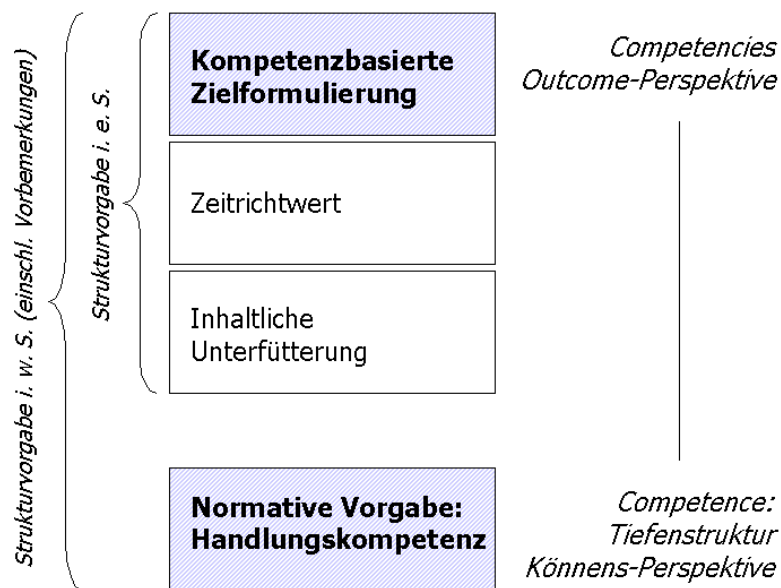 Strukturvorgabe i. w. S. (einschl. Vorbemerkungen)
Strukturvorgabe i. e. S.
Kompetenzbasierte
Zielformulierung
Zeitrichtwert
Inhaltliche
Unterfütterung
Normative Vorgabe:
Handlungskompetenz
Competencies
Outcome-Perspektive
Competence:
Tiefenstruktur
Könnens-Perspektive